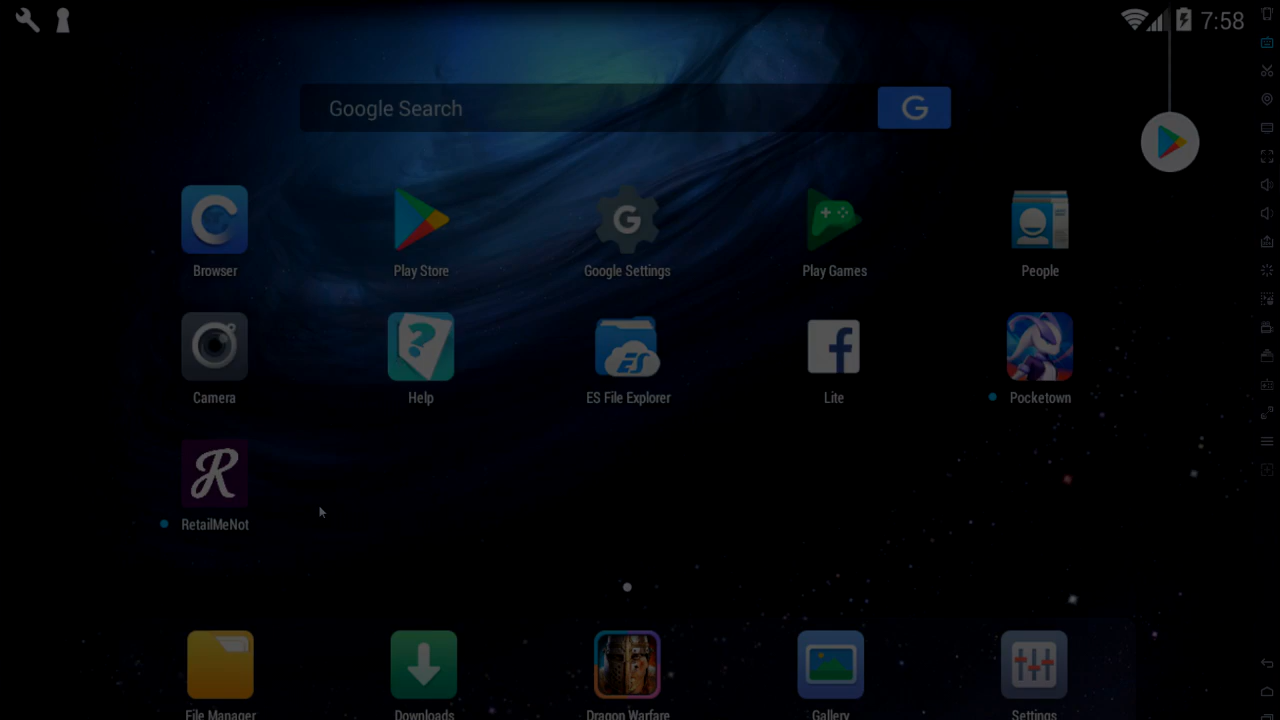 7:58
Google Search
G
Browser
Play Store
Google Settings
Play Games
People
Camera
Help
ES File Explorer
Lite
Pocketown
RetailMeNot
File Manager
Downloads
Dragon Warfare
Gallery
Settings